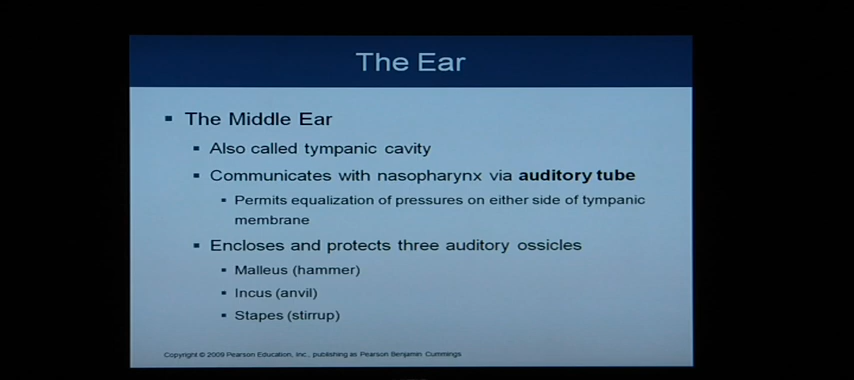 The Ear
The Middle Ear
Also called tympanic cavity
Communicates with nasopharynx via auditory tube
Permits equalization of pressures on either side of tympanic
membrane
Encloses and protects three auditory ossicles
Malleus (hammer)
Incus (anvil)
Stapes (stirrup)
Copyright © 2009 Pearson Education, Inc., publishing as Pearson Benjamin Cummings